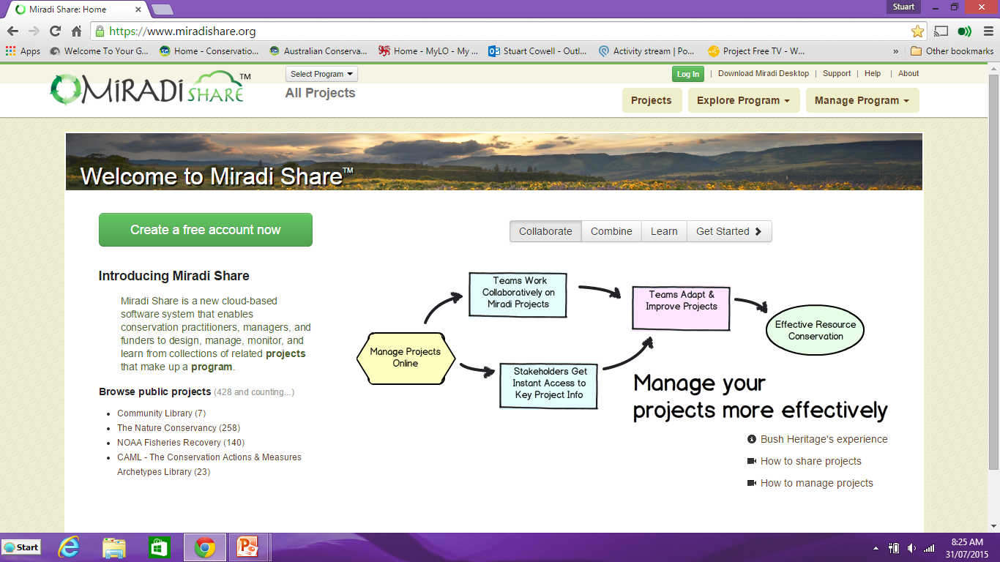 Miradi Share: Home
Stuart
https://www.miradishare.org
Apps
Welcome To Your G...
Home - Conservatio...
Australian Conserva...
Home - MyLO - My ...
Stuart Cowell - Outl...
Activity stream | Po...
Project Free TV - W...
»
Other bookmarks
MiRADI SHARE™
Select Program
All Projects
Log In | Download Miradi Desktop | Support | Help | About
Projects
Explore Program
Manage Program
Welcome to Miradi Share™
Create a free account now
Collaborate
Combine
Learn
Get Started
Introducing Miradi Share
Miradi Share is a new cloud-based
software system that enables
conservation practitioners, managers, and
funders to design, manage, monitor, and
learn from collections of related projects
that make up a program.
Browse public projects (428 and counting...)
• Community Library (7)
• The Nature Conservancy (258)
• NOAA Fisheries Recovery (140)
• CAML - The Conservation Actions & Measures
Archetypes Library (23)
Manage Projects
Online
Teams Work
Collaboratively on
Miradi Projects
Stakeholders Get
Instant Access to
Key Project Info
Teams Adapt &
Improve Projects
Effective Resource
Conservation
Manage your
projects more effectively
Bush Heritage's experience
How to share projects
How to manage projects
Start
8:25 AM
31/07/2015